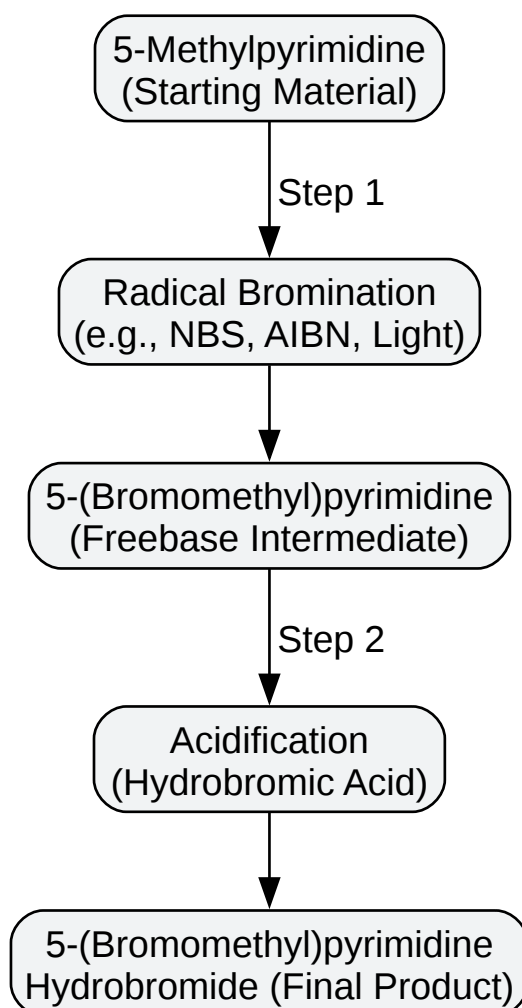 5-Methylpyrimidine
(Starting Material)
Step 1
Radical Bromination
(e.g., NBS, AIBN, Light)
5-(Bromomethyl)pyrimidine
(Freebase Intermediate)
Step 2
Acidification
(Hydrobromic Acid)
5-(Bromomethyl)pyrimidine
Hydrobromide (Final Product)